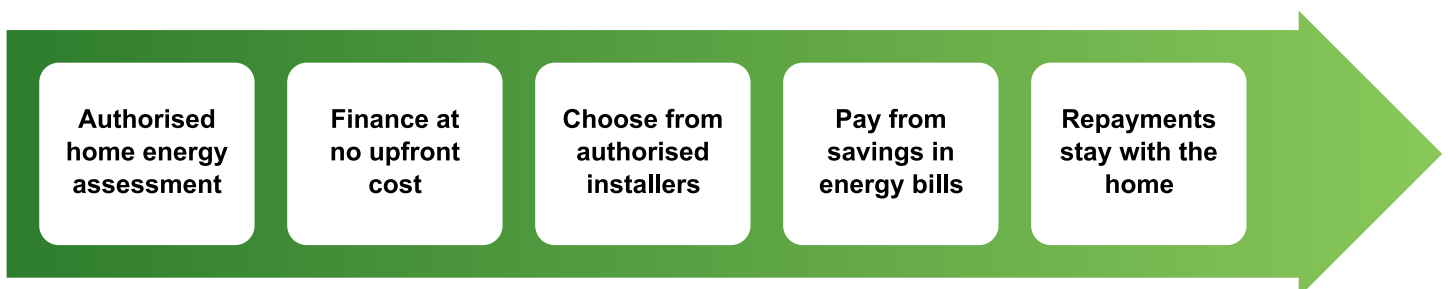 Authorised
home energy
assessment
Finance at
no upfront
cost
Choose from
authorised
installers
Pay from
savings in
energy bills
Repayments
stay with the
home